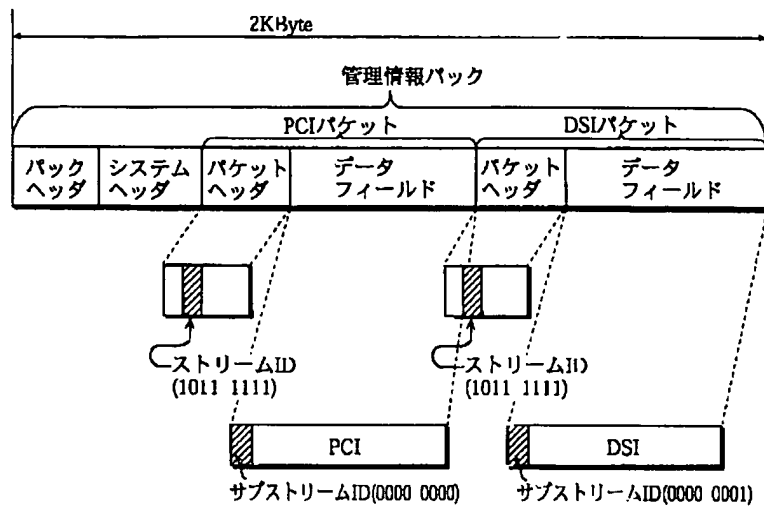 2KByte
管理情報パック
PCIパケット
DSIパケット
パック
ヘッダ
システム
ヘッダ
パケット
ヘッダ
データ
フィールド
パケット
ヘッダ
データ
フィールド
ストリームID
(1011 1111)
ストリームID
(1011 1111)
PCI
DSI
サブストリームID(0000 0000)
サブストリームID(0000 0001)